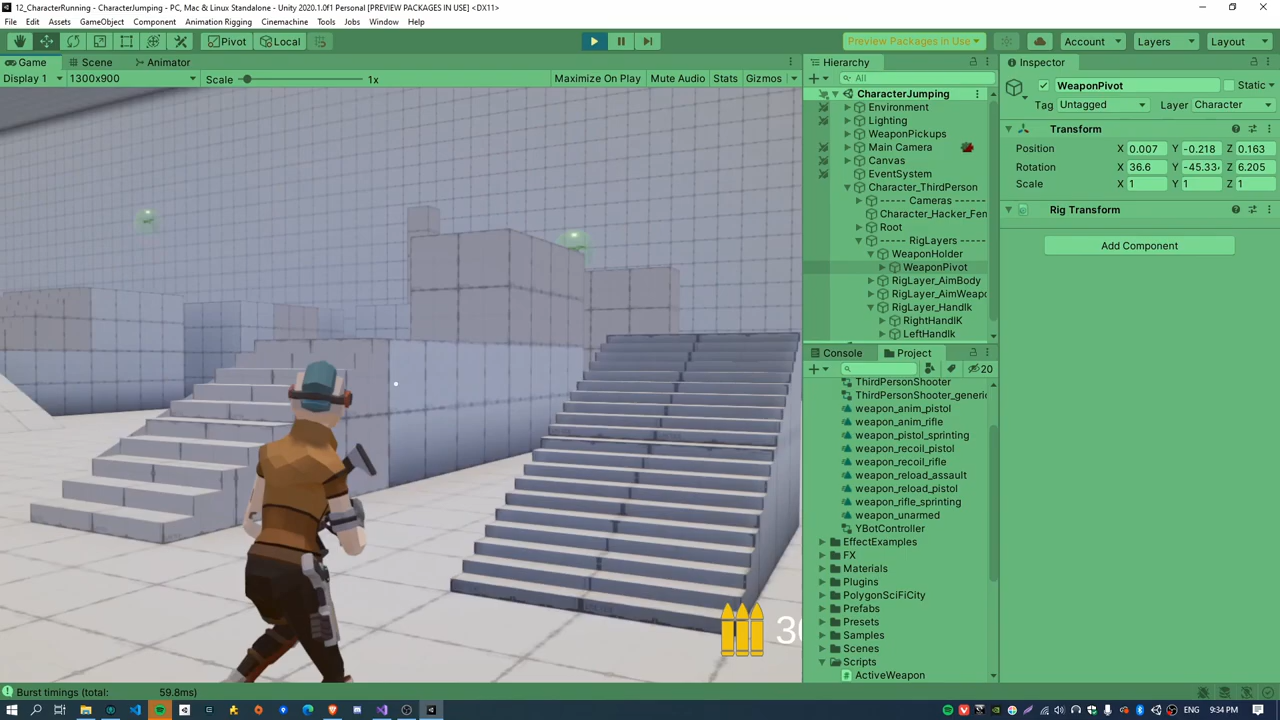 12_CharacterRunning - CharacterJumping - PC, Mac & Linux Standalone - Unity 2020.1.0f1 Personal [PREVIEW PACKAGES IN USE] <DX11>
File Edit Assets GameObject Component Animation Rigging Cinemachine Tools Jobs Window Help
Pivot Local Preview Packages in Use Account Layers Layout
Game Scene Animator
Display 1 1300x900 Scale 1x Maximize On Play Mute Audio Stats Gizmos
Hierarchy
All
CharacterJumping
Environment
Lighting
WeaponPickups
Main Camera
Canvas
EventSystem
Character_ThirdPerson
----- Cameras -----
Character_Hacker_Fem
Root
----- RigLayers -----
WeaponHolder
WeaponPivot
RigLayer_AimBody
RigLayer_AimWeapo
RigLayer_HandIk
RightHandIK
LeftHandIk
Console Project
20
ThirdPersonShooter
ThirdPersonShooter_generic
weapon_anim_pistol
weapon_anim_rifle
weapon_pistol_sprinting
weapon_recoil_pistol
weapon_recoil_rifle
weapon_reload_assault
weapon_reload_pistol
weapon_rifle_sprinting
weapon_unarmed
YBotController
EffectExamples
FX
Materials
Plugins
PolygonSciFiCity
Prefabs
Presets
Samples
Scenes
Scripts
ActiveWeapon
Inspector
WeaponPivot Static
Tag Untagged Layer Character
Transform
Position X 0.007 Y -0.218 Z 0.163
Rotation X 36.6 Y -45.33 Z 6.205
Scale X 1 Y 1 Z 1
Rig Transform
Add Component
30
Burst timings (total: 59.8ms)
ENG 9:34 PM